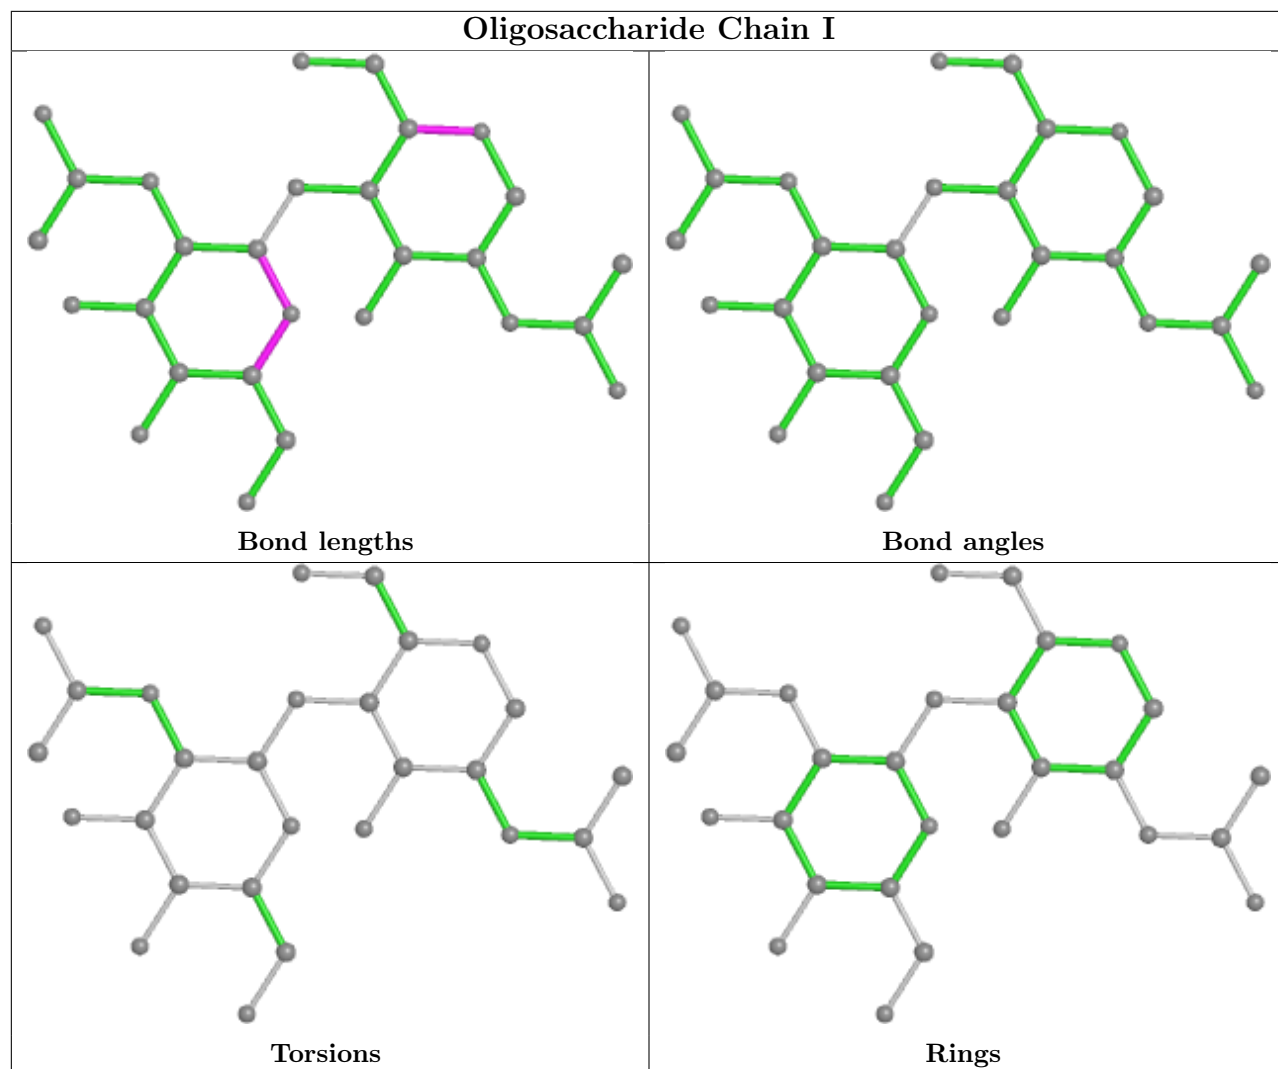 Oligosaccharide Chain I
Bond lengths
Bond angles
Torsions
Rings